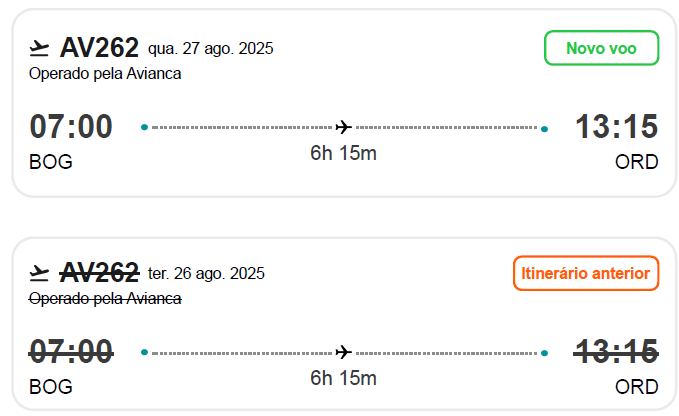 AV262 qua. 27 ago. 2025 Novo voo
Operado pela Avianca
07:00 13:15
6h 15m
BOG ORD
AV262 ter. 26 ago. 2025 Itinerário anterior
Operado pela Avianca
07:00 13:15
6h 15m
BOG ORD